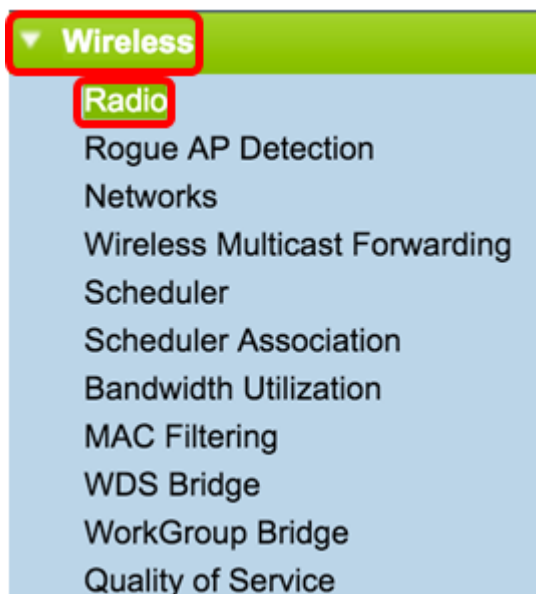 Wireless
Radio
Rogue AP Detection
Networks
Wireless Multicast Forwarding
Scheduler
Scheduler Association
Bandwidth Utilization
MAC Filtering
WDS Bridge
WorkGroup Bridge
Quality of Service